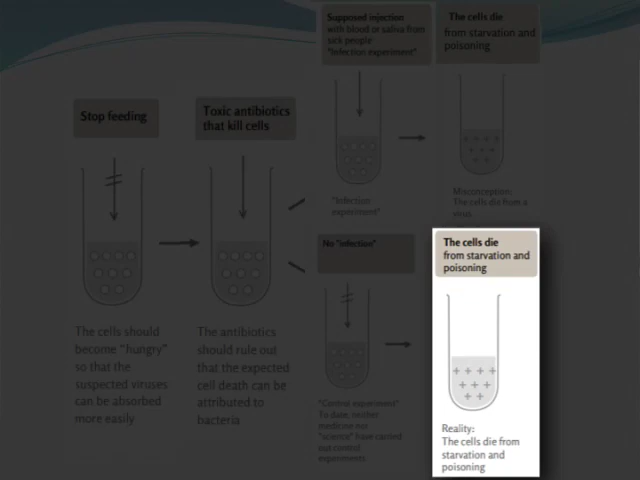 Supposed injection
with blood or saliva from
sick people
"Infection experiment"
The cells die
from starvation and
poisoning
Stop feeding
Toxic antibiotics
that kill cells
"Infection
experiment"
Misconception:
The cells die from a
virus
No "infection"
The cells die
from starvation and
poisoning
The cells should
become "hungry"
so that the
suspected viruses
can be absorbed
more easily
The antibiotics
should rule out
that the expected
cell death can be
attributed to
bacteria
"Control experiment"
To date, neither
medicine nor
"science" have carried
out control
experiments
Reality:
The cells die from
starvation and
poisoning